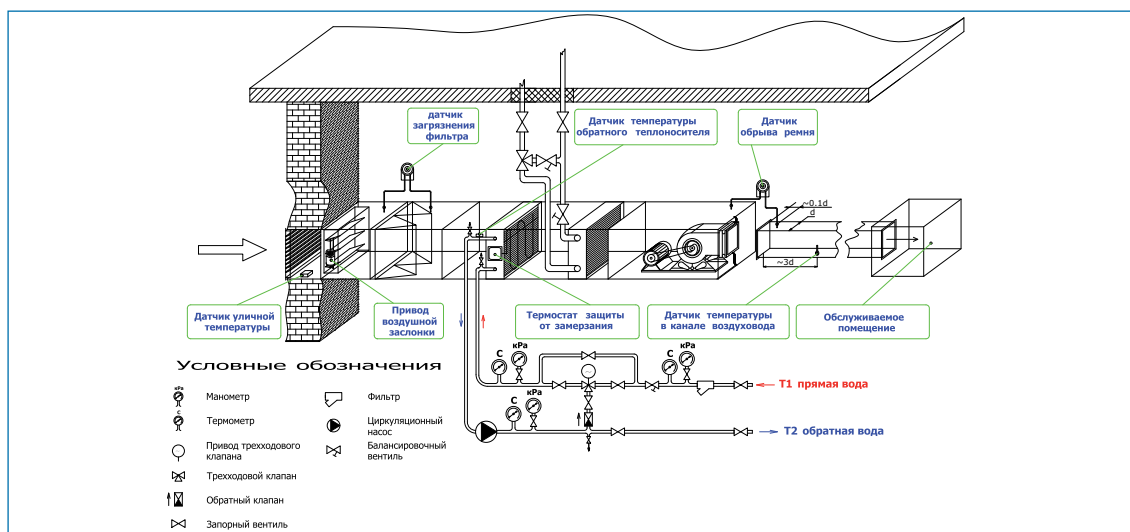 датчик
загрязнения
фильтра
Датчик температуры
обратного теплоносителя
Датчик
обрыва ремня
~0.1d
d
~3d
Датчик уличной
температуры
Привод
воздушной
заслонки
Термостат защиты
от замерзания
Датчик температуры
в канале воздуховода
Обслуживаемое
помещение
C
кPa
C
кPa
T1 прямая вода
C
кPa
T2 обратная вода
Условные обозначения
кPa
Манометр
C
Термометр
Привод трехходового
клапана
Трехходовой клапан
Обратный клапан
Запорный вентиль
Фильтр
Циркуляционный
насос
Балансировочный
вентиль